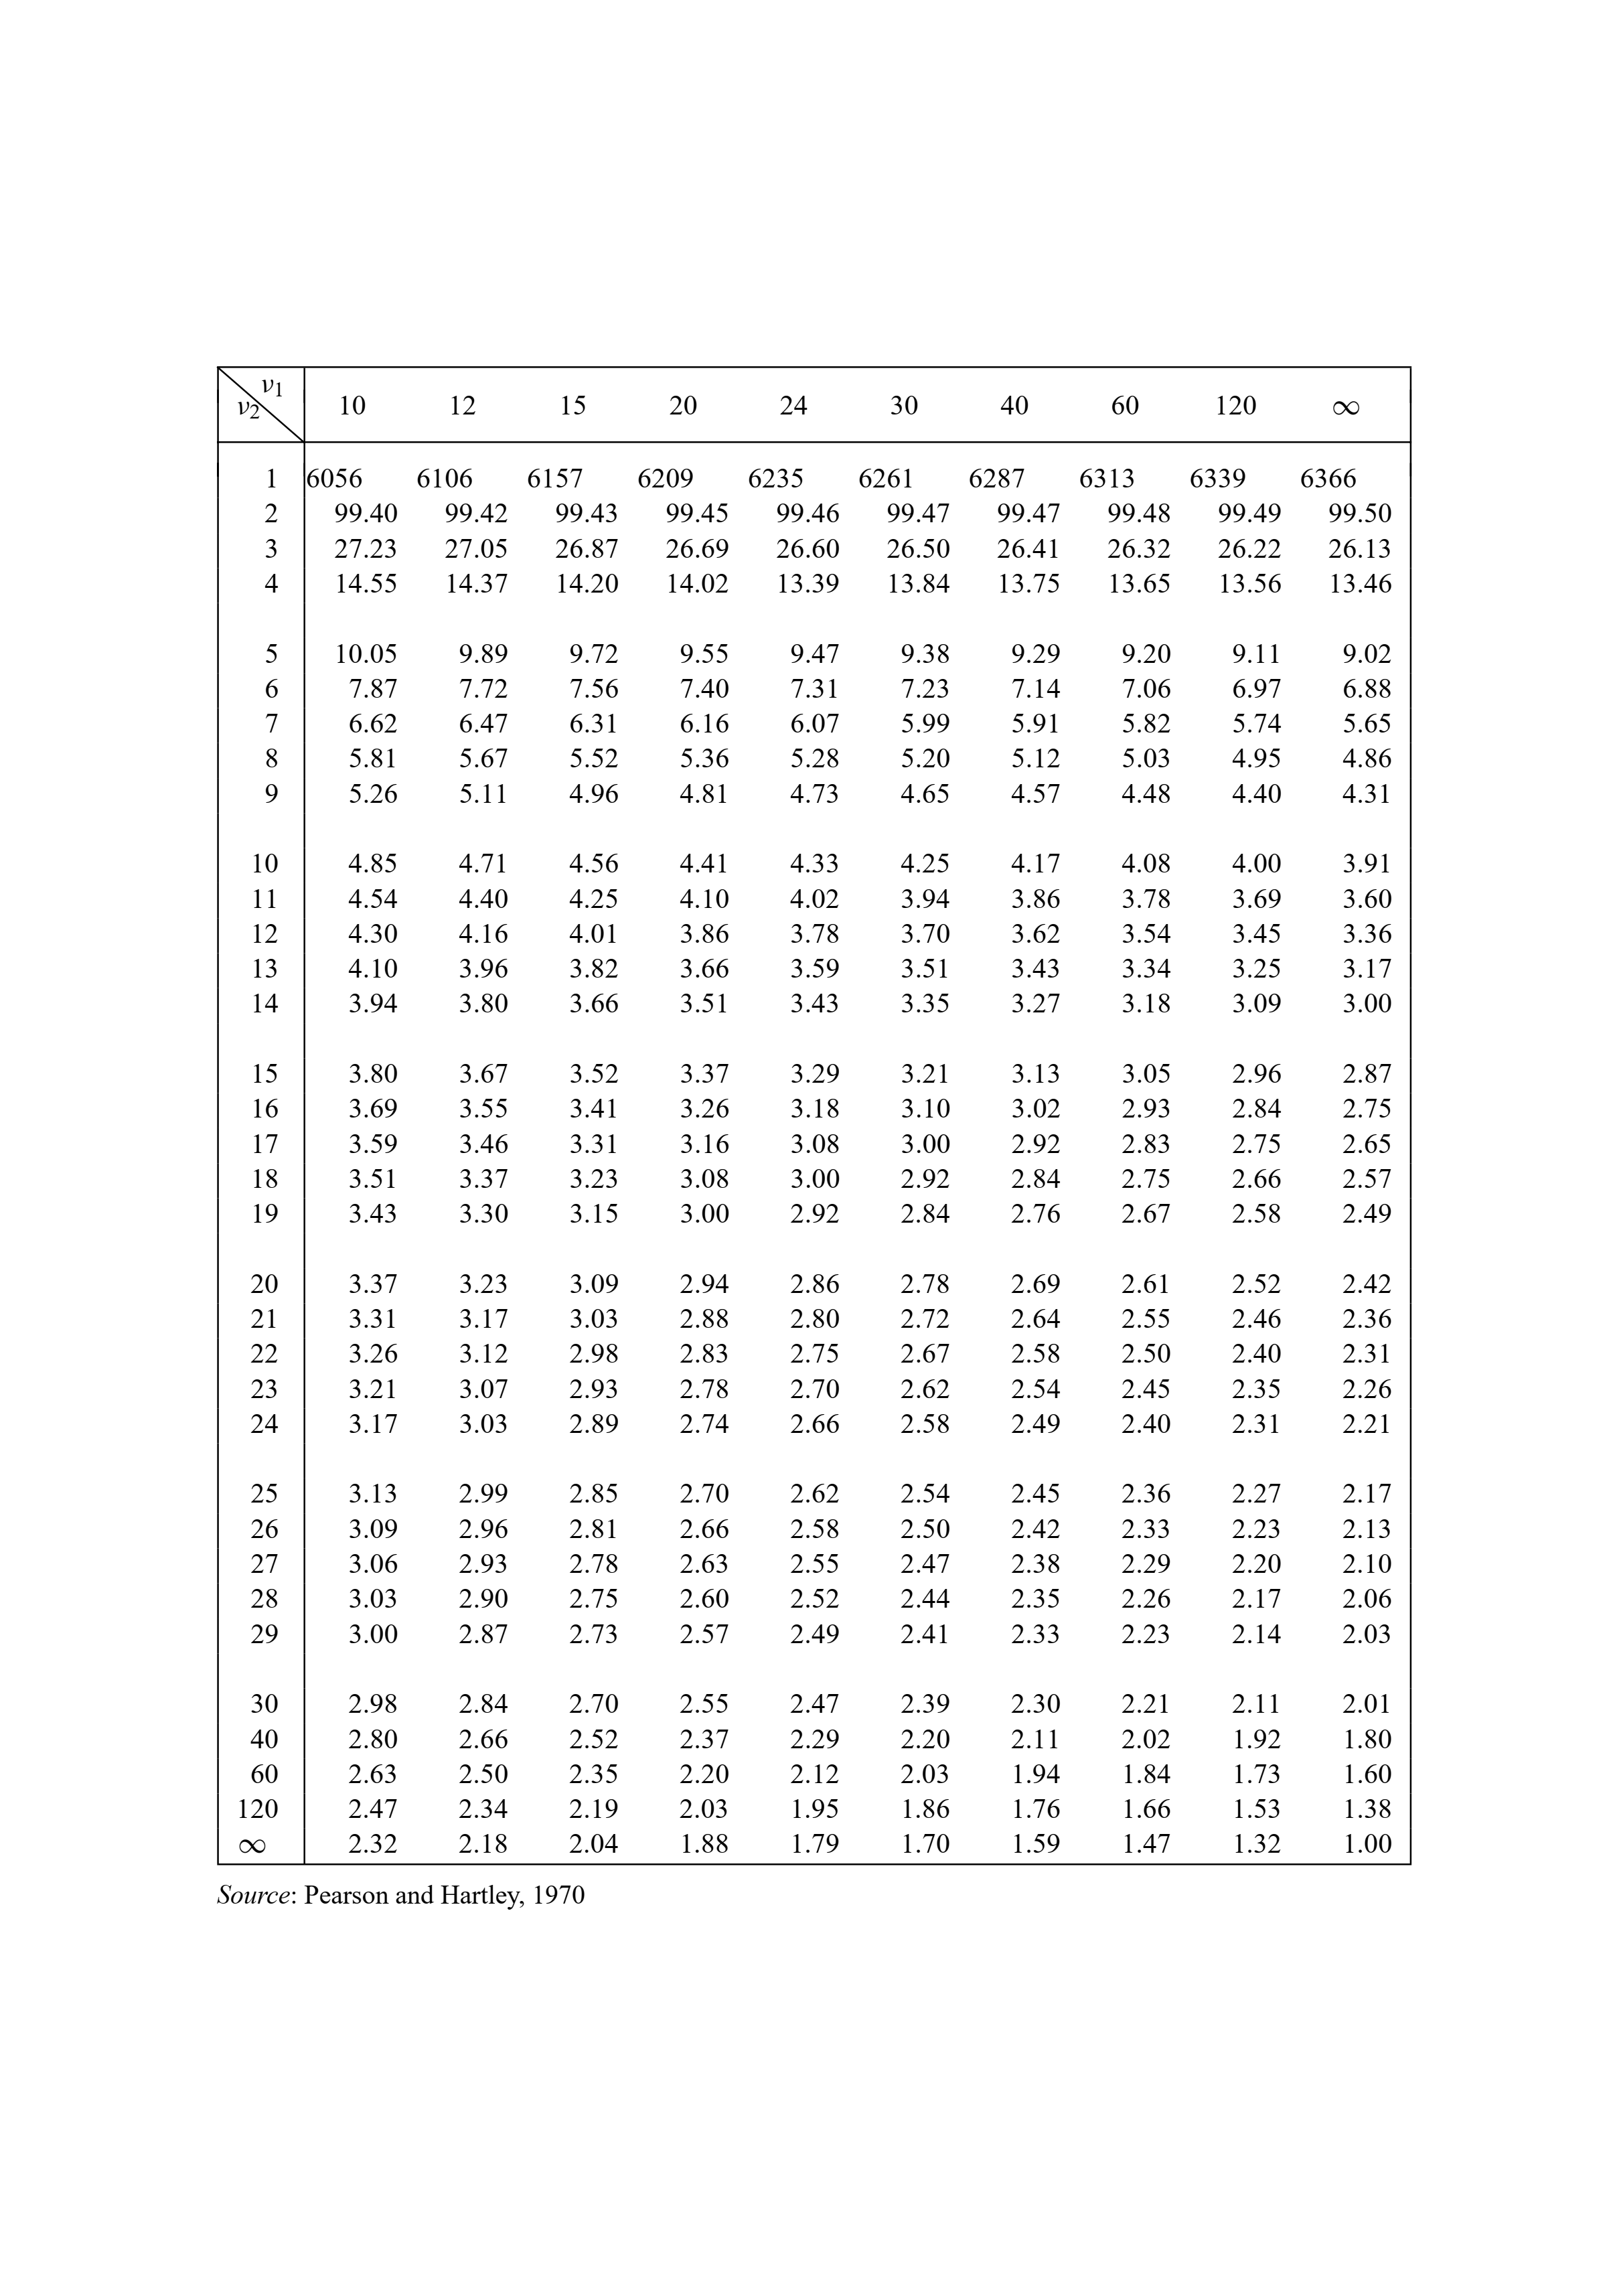 ν1
ν2 10 12 15 20 24 30 40 60 120 ∞
1 6056 6106 6157 6209 6235 6261 6287 6313 6339 6366
2 99.40 99.42 99.43 99.45 99.46 99.47 99.47 99.48 99.49 99.50
3 27.23 27.05 26.87 26.69 26.60 26.50 26.41 26.32 26.22 26.13
4 14.55 14.37 14.20 14.02 13.39 13.84 13.75 13.65 13.56 13.46
5 10.05 9.89 9.72 9.55 9.47 9.38 9.29 9.20 9.11 9.02
6 7.87 7.72 7.56 7.40 7.31 7.23 7.14 7.06 6.97 6.88
7 6.62 6.47 6.31 6.16 6.07 5.99 5.91 5.82 5.74 5.65
8 5.81 5.67 5.52 5.36 5.28 5.20 5.12 5.03 4.95 4.86
9 5.26 5.11 4.96 4.81 4.73 4.65 4.57 4.48 4.40 4.31
10 4.85 4.71 4.56 4.41 4.33 4.25 4.17 4.08 4.00 3.91
11 4.54 4.40 4.25 4.10 4.02 3.94 3.86 3.78 3.69 3.60
12 4.30 4.16 4.01 3.86 3.78 3.70 3.62 3.54 3.45 3.36
13 4.10 3.96 3.82 3.66 3.59 3.51 3.43 3.34 3.25 3.17
14 3.94 3.80 3.66 3.51 3.43 3.35 3.27 3.18 3.09 3.00
15 3.80 3.67 3.52 3.37 3.29 3.21 3.13 3.05 2.96 2.87
16 3.69 3.55 3.41 3.26 3.18 3.10 3.02 2.93 2.84 2.75
17 3.59 3.46 3.31 3.16 3.08 3.00 2.92 2.83 2.75 2.65
18 3.51 3.37 3.23 3.08 3.00 2.92 2.84 2.75 2.66 2.57
19 3.43 3.30 3.15 3.00 2.92 2.84 2.76 2.67 2.58 2.49
20 3.37 3.23 3.09 2.94 2.86 2.78 2.69 2.61 2.52 2.42
21 3.31 3.17 3.03 2.88 2.80 2.72 2.64 2.55 2.46 2.36
22 3.26 3.12 2.98 2.83 2.75 2.67 2.58 2.50 2.40 2.31
23 3.21 3.07 2.93 2.78 2.70 2.62 2.54 2.45 2.35 2.26
24 3.17 3.03 2.89 2.74 2.66 2.58 2.49 2.40 2.31 2.21
25 3.13 2.99 2.85 2.70 2.62 2.54 2.45 2.36 2.27 2.17
26 3.09 2.96 2.81 2.66 2.58 2.50 2.42 2.33 2.23 2.13
27 3.06 2.93 2.78 2.63 2.55 2.47 2.38 2.29 2.20 2.10
28 3.03 2.90 2.75 2.60 2.52 2.44 2.35 2.26 2.17 2.06
29 3.00 2.87 2.73 2.57 2.49 2.41 2.33 2.23 2.14 2.03
30 2.98 2.84 2.70 2.55 2.47 2.39 2.30 2.21 2.11 2.01
40 2.80 2.66 2.52 2.37 2.29 2.20 2.11 2.02 1.92 1.80
60 2.63 2.50 2.35 2.20 2.12 2.03 1.94 1.84 1.73 1.60
120 2.47 2.34 2.19 2.03 1.95 1.86 1.76 1.66 1.53 1.38
∞ 2.32 2.18 2.04 1.88 1.79 1.70 1.59 1.47 1.32 1.00
Source: Pearson and Hartley, 1970